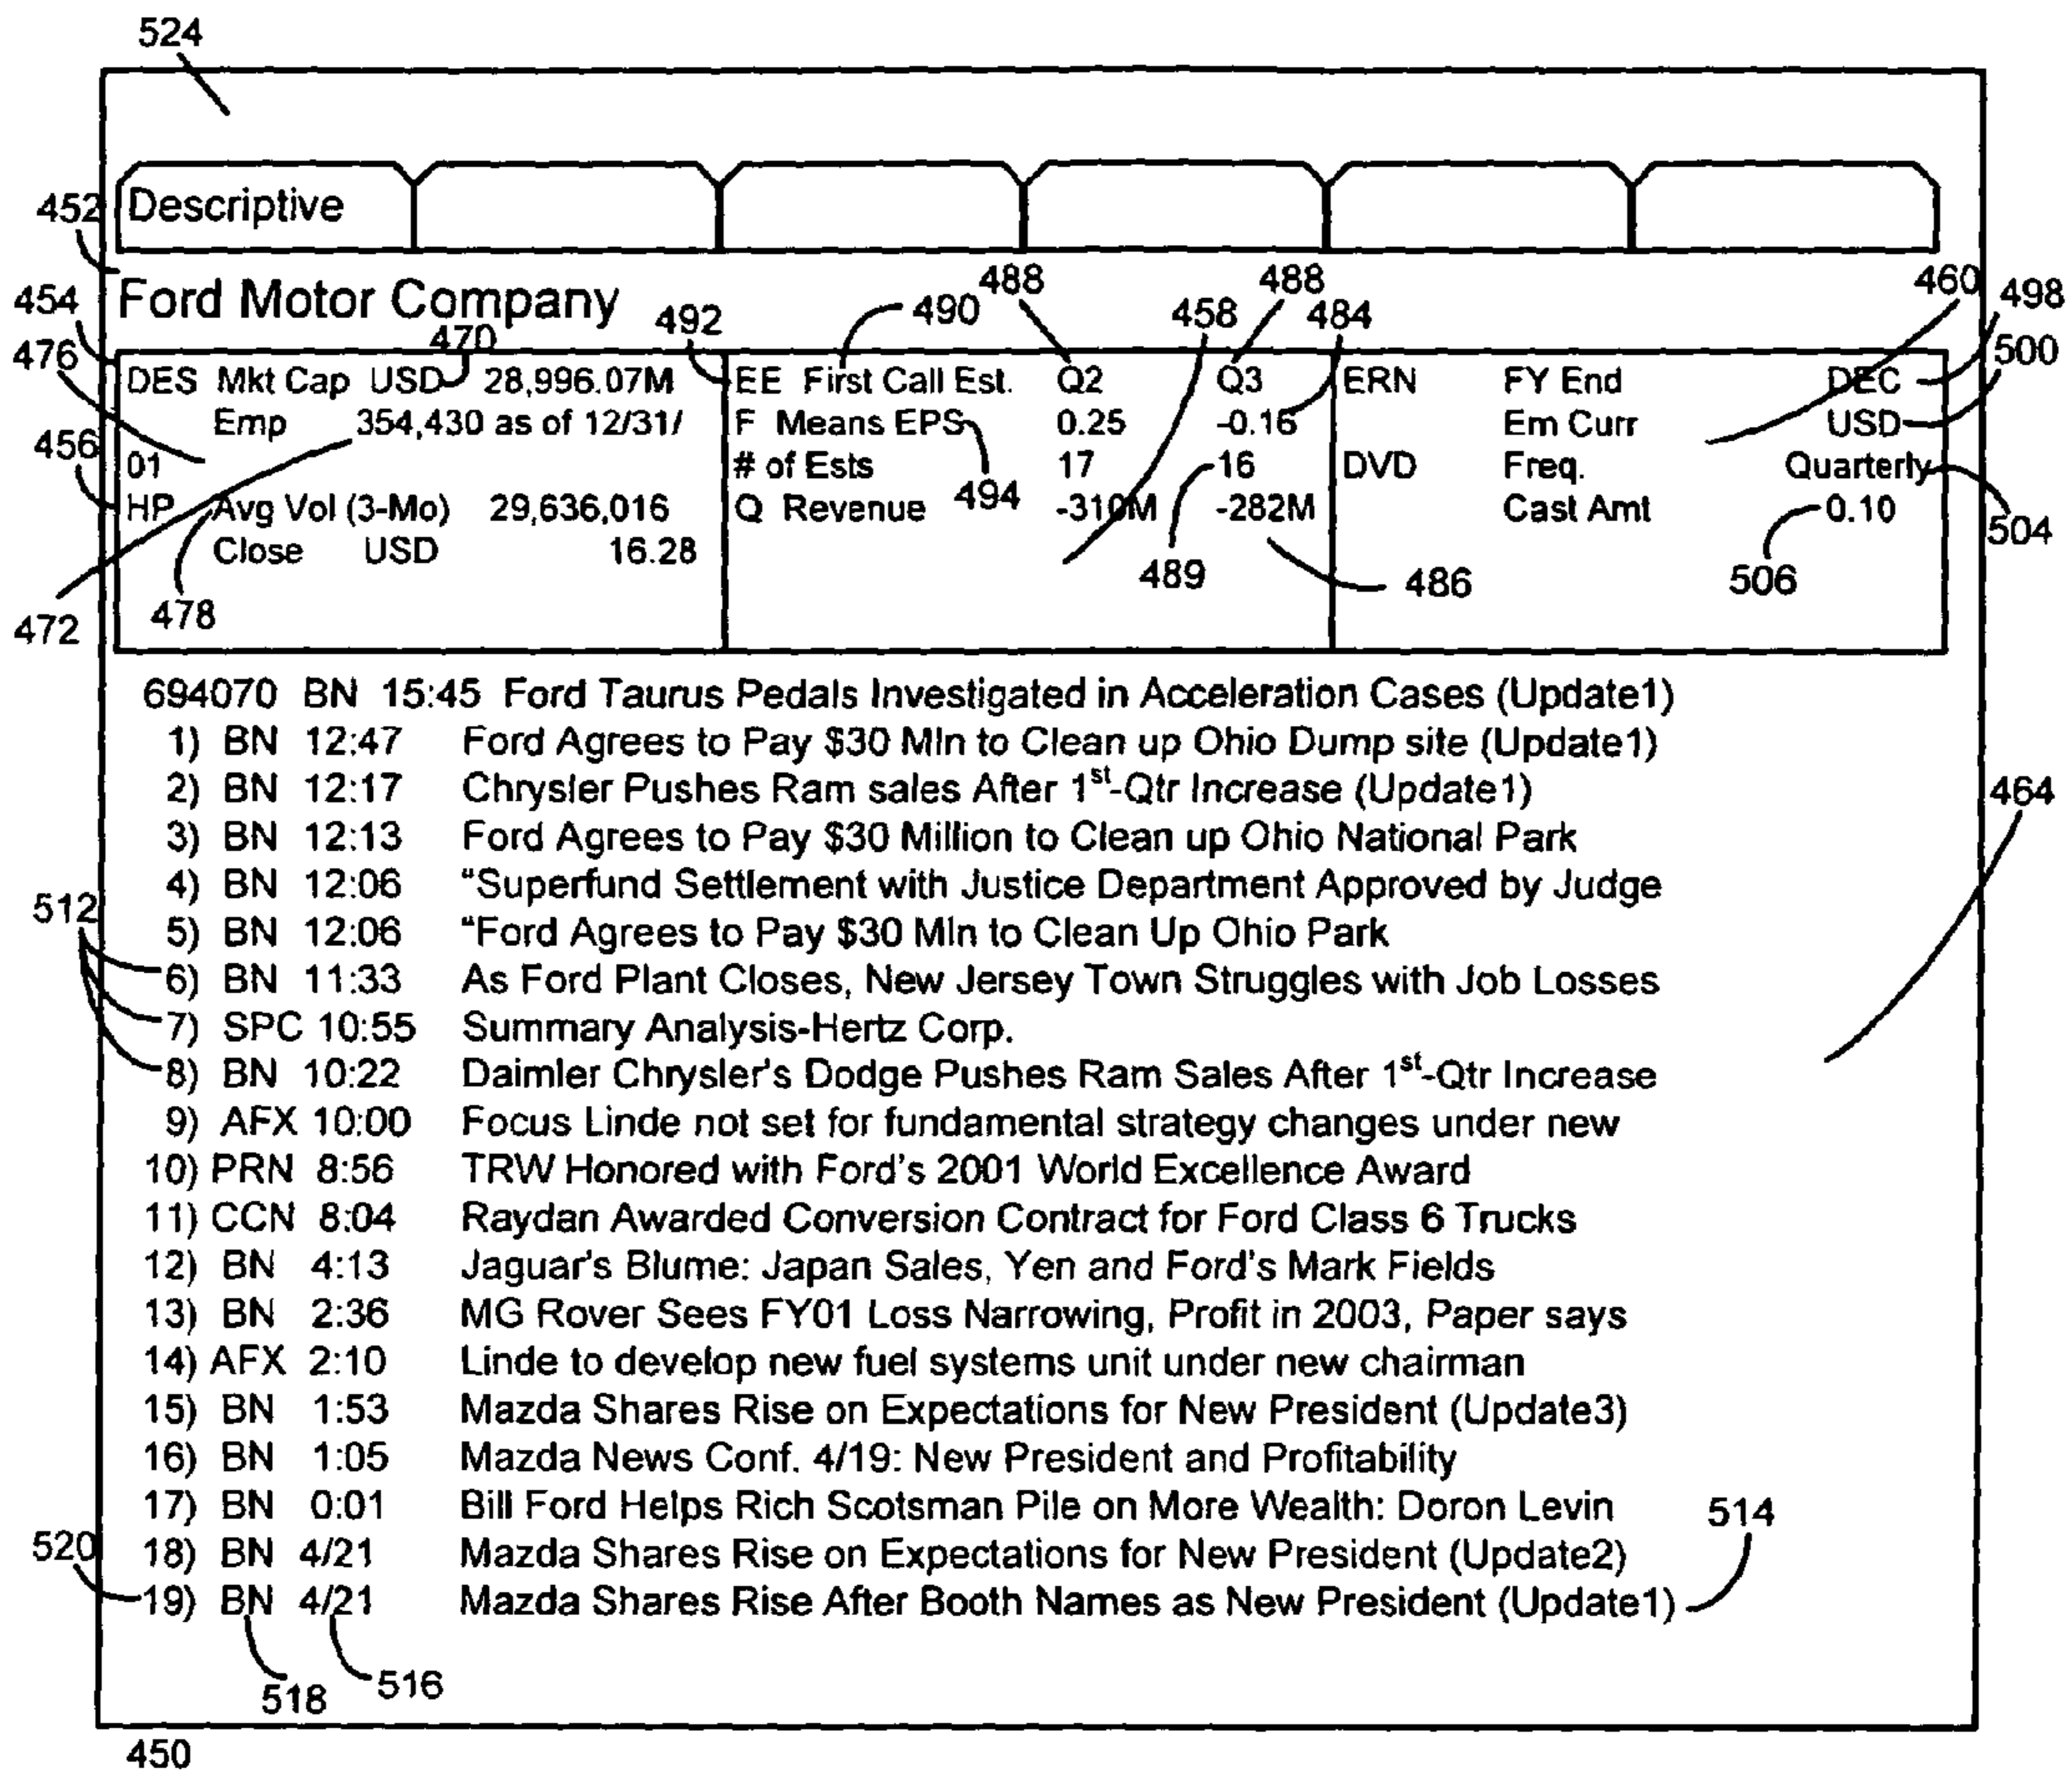 524
Descriptive
452
Ford Motor Company
488 488 460 498
454 492 490 458 484
476 470 500
DES Mkt Cap USD 28,996.07M EE First Call Est. Q2 Q3 ERN FY End DEC
Emp 354,430 as of 12/31/ F Means EPS 0.25 -0.16 Em Curr USD
456 01 # of Ests 17 16 DVD Freq. Quarterly
494
HP Avg Vol (3-Mo) 29,636,016 Q Revenue -310M -282M Cast Amt 0.10
504
Close USD 16.28
489 486 506
472 478
694070 BN 15:45 Ford Taurus Pedals Investigated in Acceleration Cases (Update1)
1) BN 12:47 Ford Agrees to Pay $30 Mln to Clean up Ohio Dump site (Update1)
2) BN 12:17 Chrysler Pushes Ram sales After 1st-Qtr Increase (Update1)
464
3) BN 12:13 Ford Agrees to Pay $30 Million to Clean up Ohio National Park
4) BN 12:06 “Superfund Settlement with Justice Department Approved by Judge
512
5) BN 12:06 “Ford Agrees to Pay $30 Mln to Clean Up Ohio Park
6) BN 11:33 As Ford Plant Closes, New Jersey Town Struggles with Job Losses
7) SPC 10:55 Summary Analysis-Hertz Corp.
8) BN 10:22 Daimler Chrysler's Dodge Pushes Ram Sales After 1st-Qtr Increase
9) AFX 10:00 Focus Linde not set for fundamental strategy changes under new
10) PRN 8:56 TRW Honored with Ford's 2001 World Excellence Award
11) CCN 8:04 Raydan Awarded Conversion Contract for Ford Class 6 Trucks
12) BN 4:13 Jaguar's Blume: Japan Sales, Yen and Ford's Mark Fields
13) BN 2:36 MG Rover Sees FY01 Loss Narrowing, Profit in 2003, Paper says
14) AFX 2:10 Linde to develop new fuel systems unit under new chairman
15) BN 1:53 Mazda Shares Rise on Expectations for New President (Update3)
16) BN 1:05 Mazda News Conf. 4/19: New President and Profitability
17) BN 0:01 Bill Ford Helps Rich Scotsman Pile on More Wealth: Doron Levin
514
520
18) BN 4/21 Mazda Shares Rise on Expectations for New President (Update2)
19) BN 4/21 Mazda Shares Rise After Booth Names as New President (Update1)
518 516
450